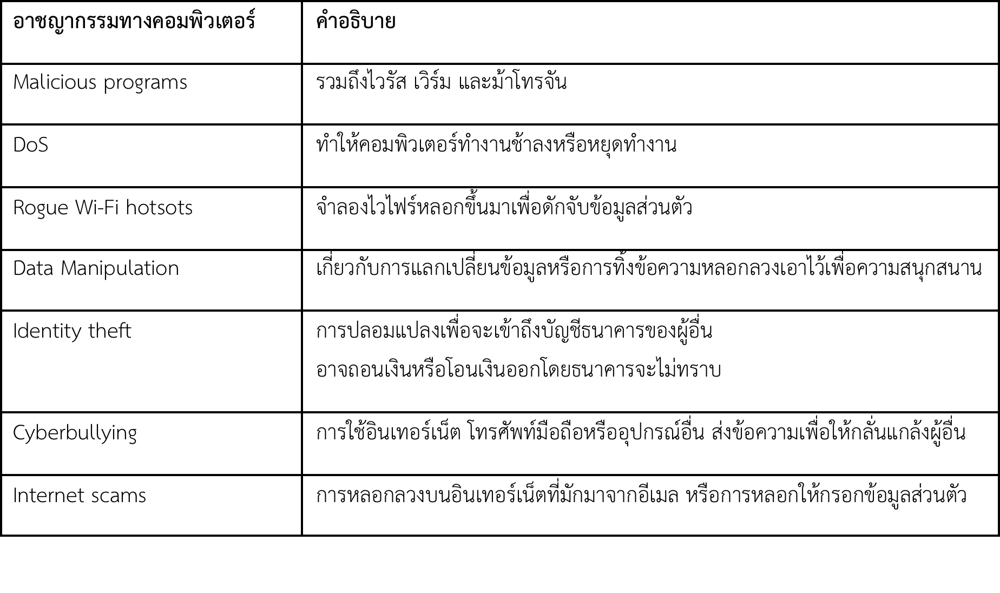 อาชญากรรมทางคอมพิวเตอร์ คำอธิบาย
Malicious programs รวมถึงไวรัส เวิร์ม และม้าโทรจัน
DoS ทำให้คอมพิวเตอร์ทำงานช้าลงหรือหยุดทำงาน
Rogue Wi-Fi hotsots จำลองไวไฟร์หลอกขึ้นมาเพื่อดักจับข้อมูลส่วนตัว
Data Manipulation เกี่ยวกับการแลกเปลี่ยนข้อมูลหรือการทิ้งข้อความหลอกลวงเอาไว้เพื่อความสนุกสนาน
Identity theft การปลอมแปลงเพื่อจะเข้าถึงบัญชีธนาคารของผู้อื่น
อาจถอนเงินหรือโอนเงินออกโดยธนาคารจะไม่ทราบ
Cyberbullying การใช้อินเทอร์เน็ต โทรศัพท์มือถือหรืออุปกรณ์อื่น ส่งข้อความเพื่อให้กลั่นแกล้งผู้อื่น
Internet scams การหลอกลวงบนอินเทอร์เน็ตที่มักมาจากอีเมล หรือการหลอกให้กรอกข้อมูลส่วนตัว